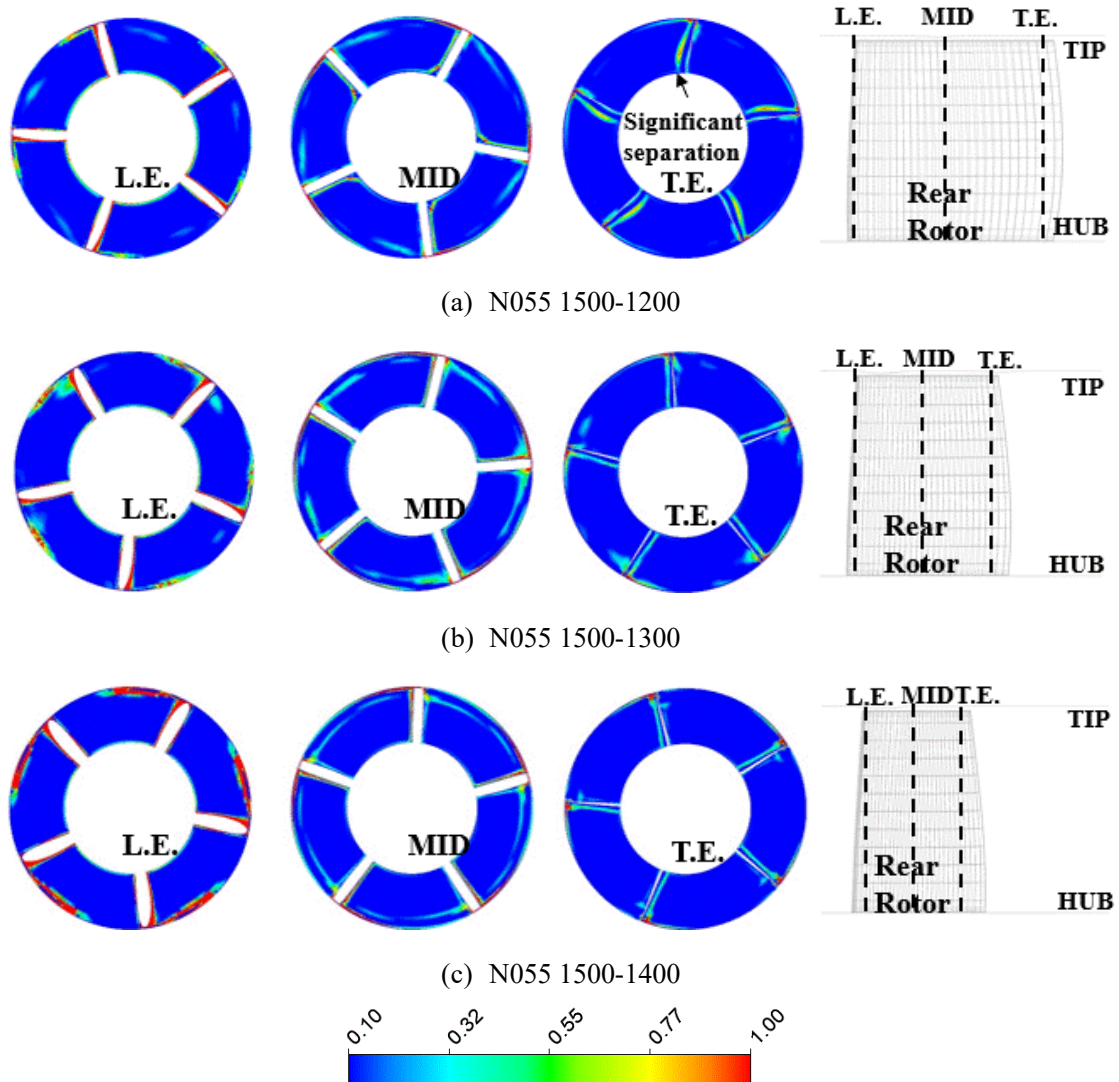 L.E. MID T.E.
TIP
Significant
separation
L.E. MID T.E.
Rear
Rotor
HUB
(a) N055 1500-1200
L.E. MID T.E.
TIP
L.E. MID T.E.
Rear
Rotor
HUB
(b) N055 1500-1300
L.E. MID T.E.
TIP
L.E. MID T.E.
Rear
Rotor
HUB
(c) N055 1500-1400
0.10 0.32 0.55 0.77 1.00